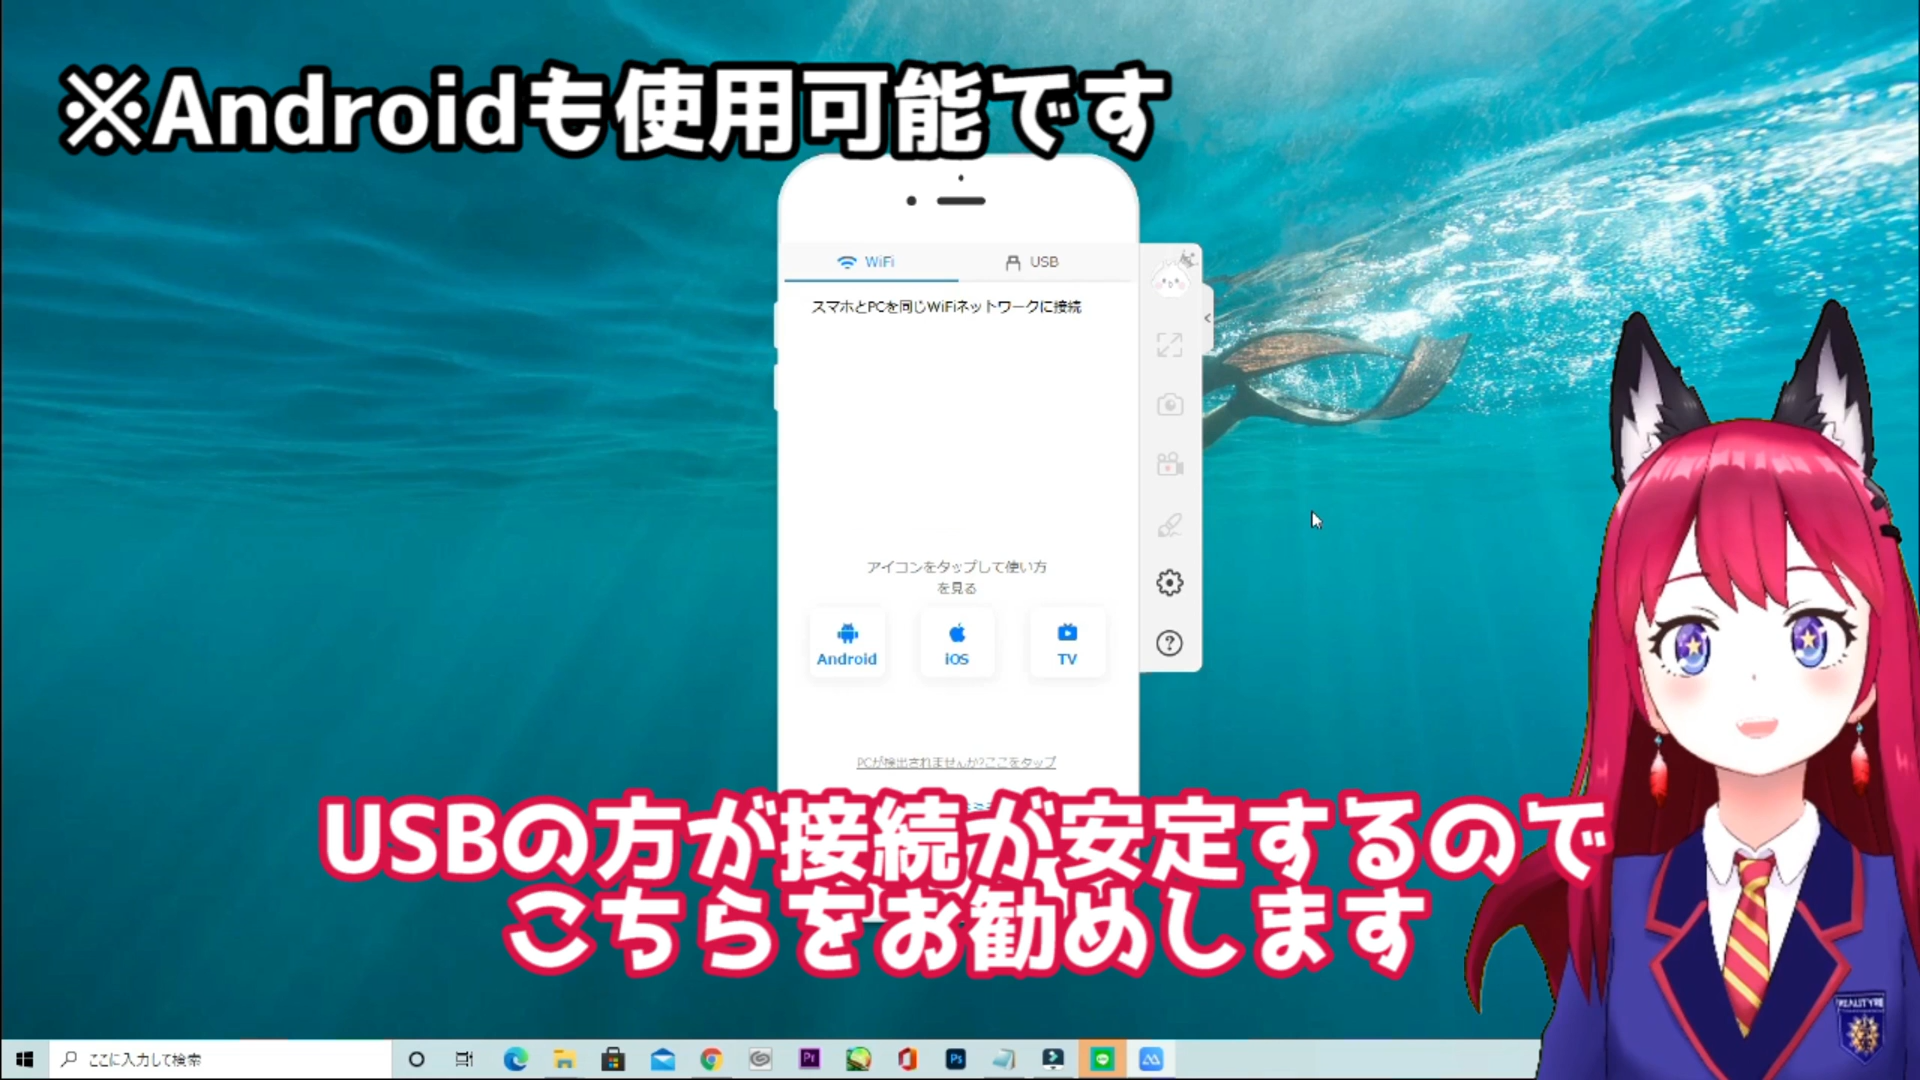 ※Androidも使用可能です
WiFi
USB
スマホとPCを同じWiFiネットワークに接続
アイコンをタップして使い方
を見る
Android
iOS
TV
PCが検出されませんか?ここをタップ
USBの方が接続が安定するので
こちらをお勧めします
REALITY
ここに入力して検索
Pr
Ps